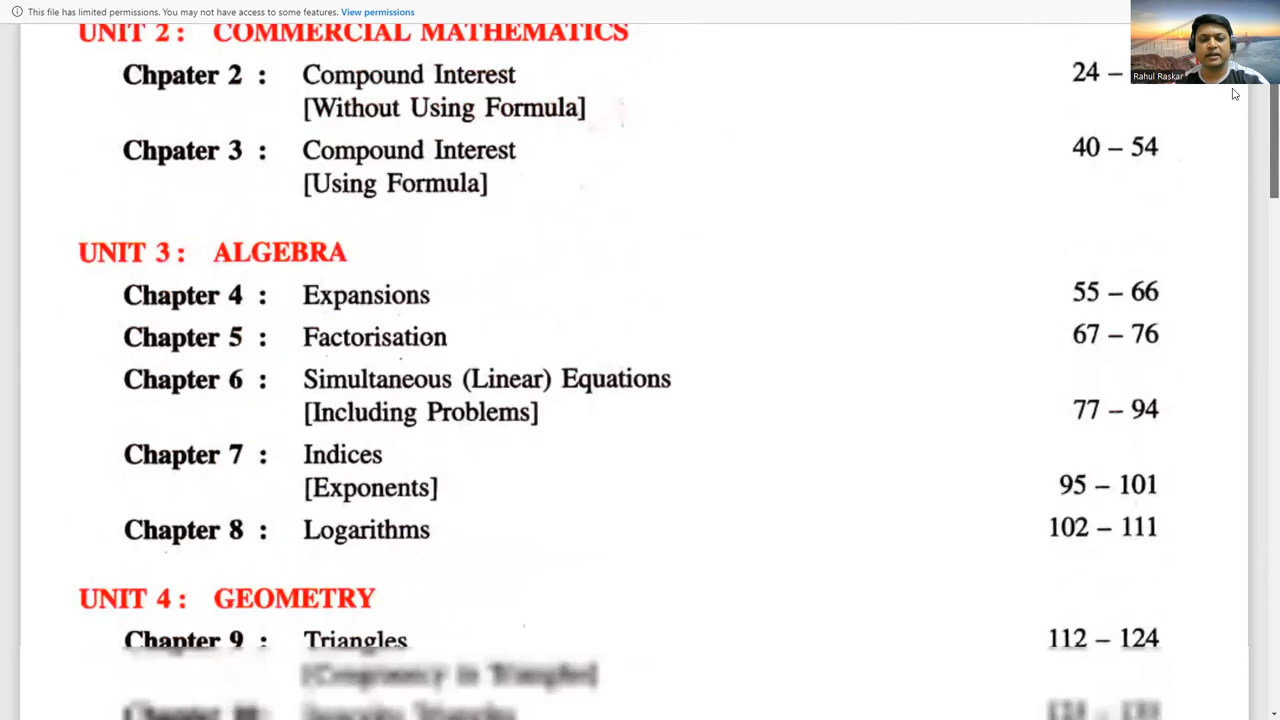 This file has limited permissions. You may not have access to some features. View permissions
UNIT 2 : COMMERCIAL MATHEMATICS
Chpater 2 : Compound Interest 24 –
[Without Using Formula]
Rahul Raskar
Chpater 3 : Compound Interest 40 – 54
[Using Formula]
UNIT 3 : ALGEBRA
Chapter 4 : Expansions 55 – 66
Chapter 5 : Factorisation 67 – 76
Chapter 6 : Simultaneous (Linear) Equations
[Including Problems] 77 – 94
Chapter 7 : Indices
[Exponents] 95 – 101
Chapter 8 : Logarithms 102 – 111
UNIT 4 : GEOMETRY
Chapter 9 : Triangles 112 – 124